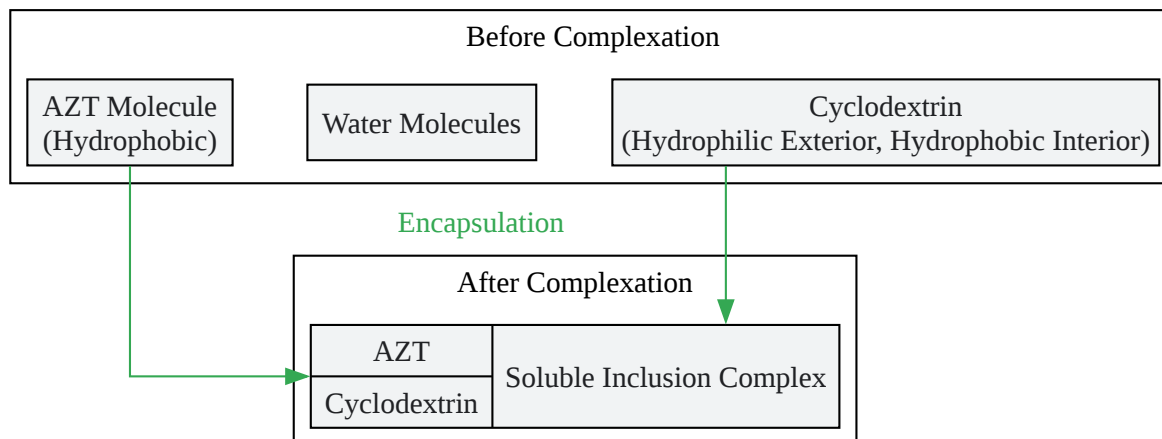 Before Complexation
AZT Molecule
(Hydrophobic)
Water Molecules
Cyclodextrin
(Hydrophilic Exterior, Hydrophobic Interior)
Encapsulation
After Complexation
AZT
Cyclodextrin
Soluble Inclusion Complex